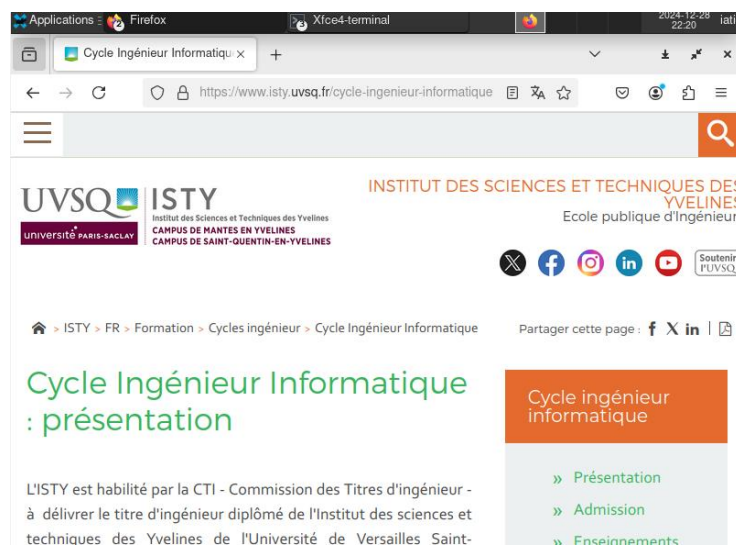 Applications
Firefox
Xfce4-terminal
2024-12-28
22:20
iati
Cycle Ingénieur Informatiqu
https://www.isty.uvsq.fr/cycle-ingenieur-informatique
UVSQ
université PARIS-SACLAY
ISTY
Institut des Sciences et Techniques des Yvelines
CAMPUS DE MANTES EN YVELINES
CAMPUS DE SAINT-QUENTIN-EN-YVELINES
INSTITUT DES SCIENCES ET TECHNIQUES DES
YVELINES
Ecole publique d'Ingénieur
Soutenir
l'UVSQ
> ISTY > FR > Formation > Cycles ingénieur > Cycle Ingénieur Informatique
Partager cette page :
Cycle Ingénieur Informatique
: présentation
L'ISTY est habilité par la CTI - Commission des Titres d'ingénieur -
à délivrer le titre d'ingénieur diplômé de l'Institut des sciences et
techniques des Yvelines de l'Université de Versailles Saint-
Cycle ingénieur
informatique
» Présentation
» Admission
» Enseignements